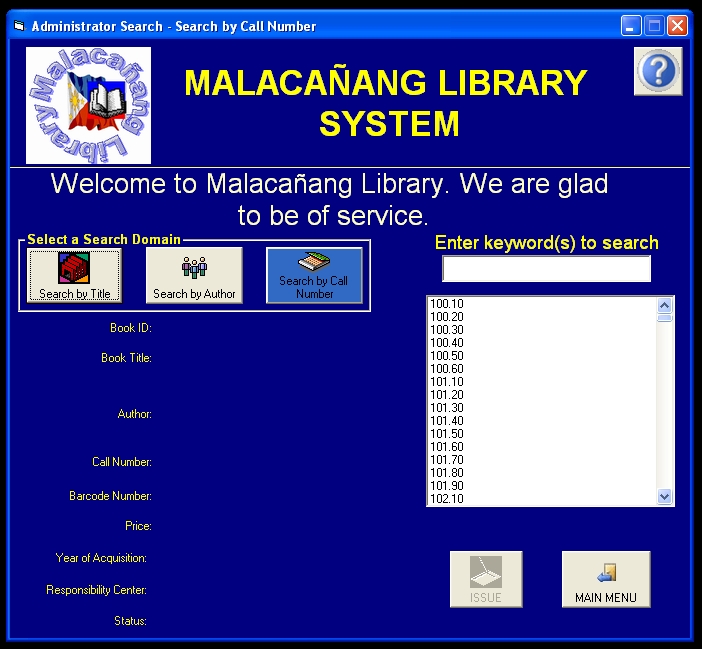 Administrator Search - Search by Call Number
Malacañang Library
MALACAÑANG LIBRARY
SYSTEM
?
Welcome to Malacañang Library. We are glad
to be of service.
Select a Search Domain
Search by Title
Search by Author
Search by Call
Number
Enter keyword(s) to search
100.10
100.20
100.30
100.40
100.50
100.60
101.10
101.20
101.30
101.40
101.50
101.60
101.70
101.80
101.90
102.10
Book ID:
Book Title:
Author:
Call Number:
Barcode Number:
Price:
Year of Acquisition:
Responsibility Center:
Status:
ISSUE
MAIN MENU